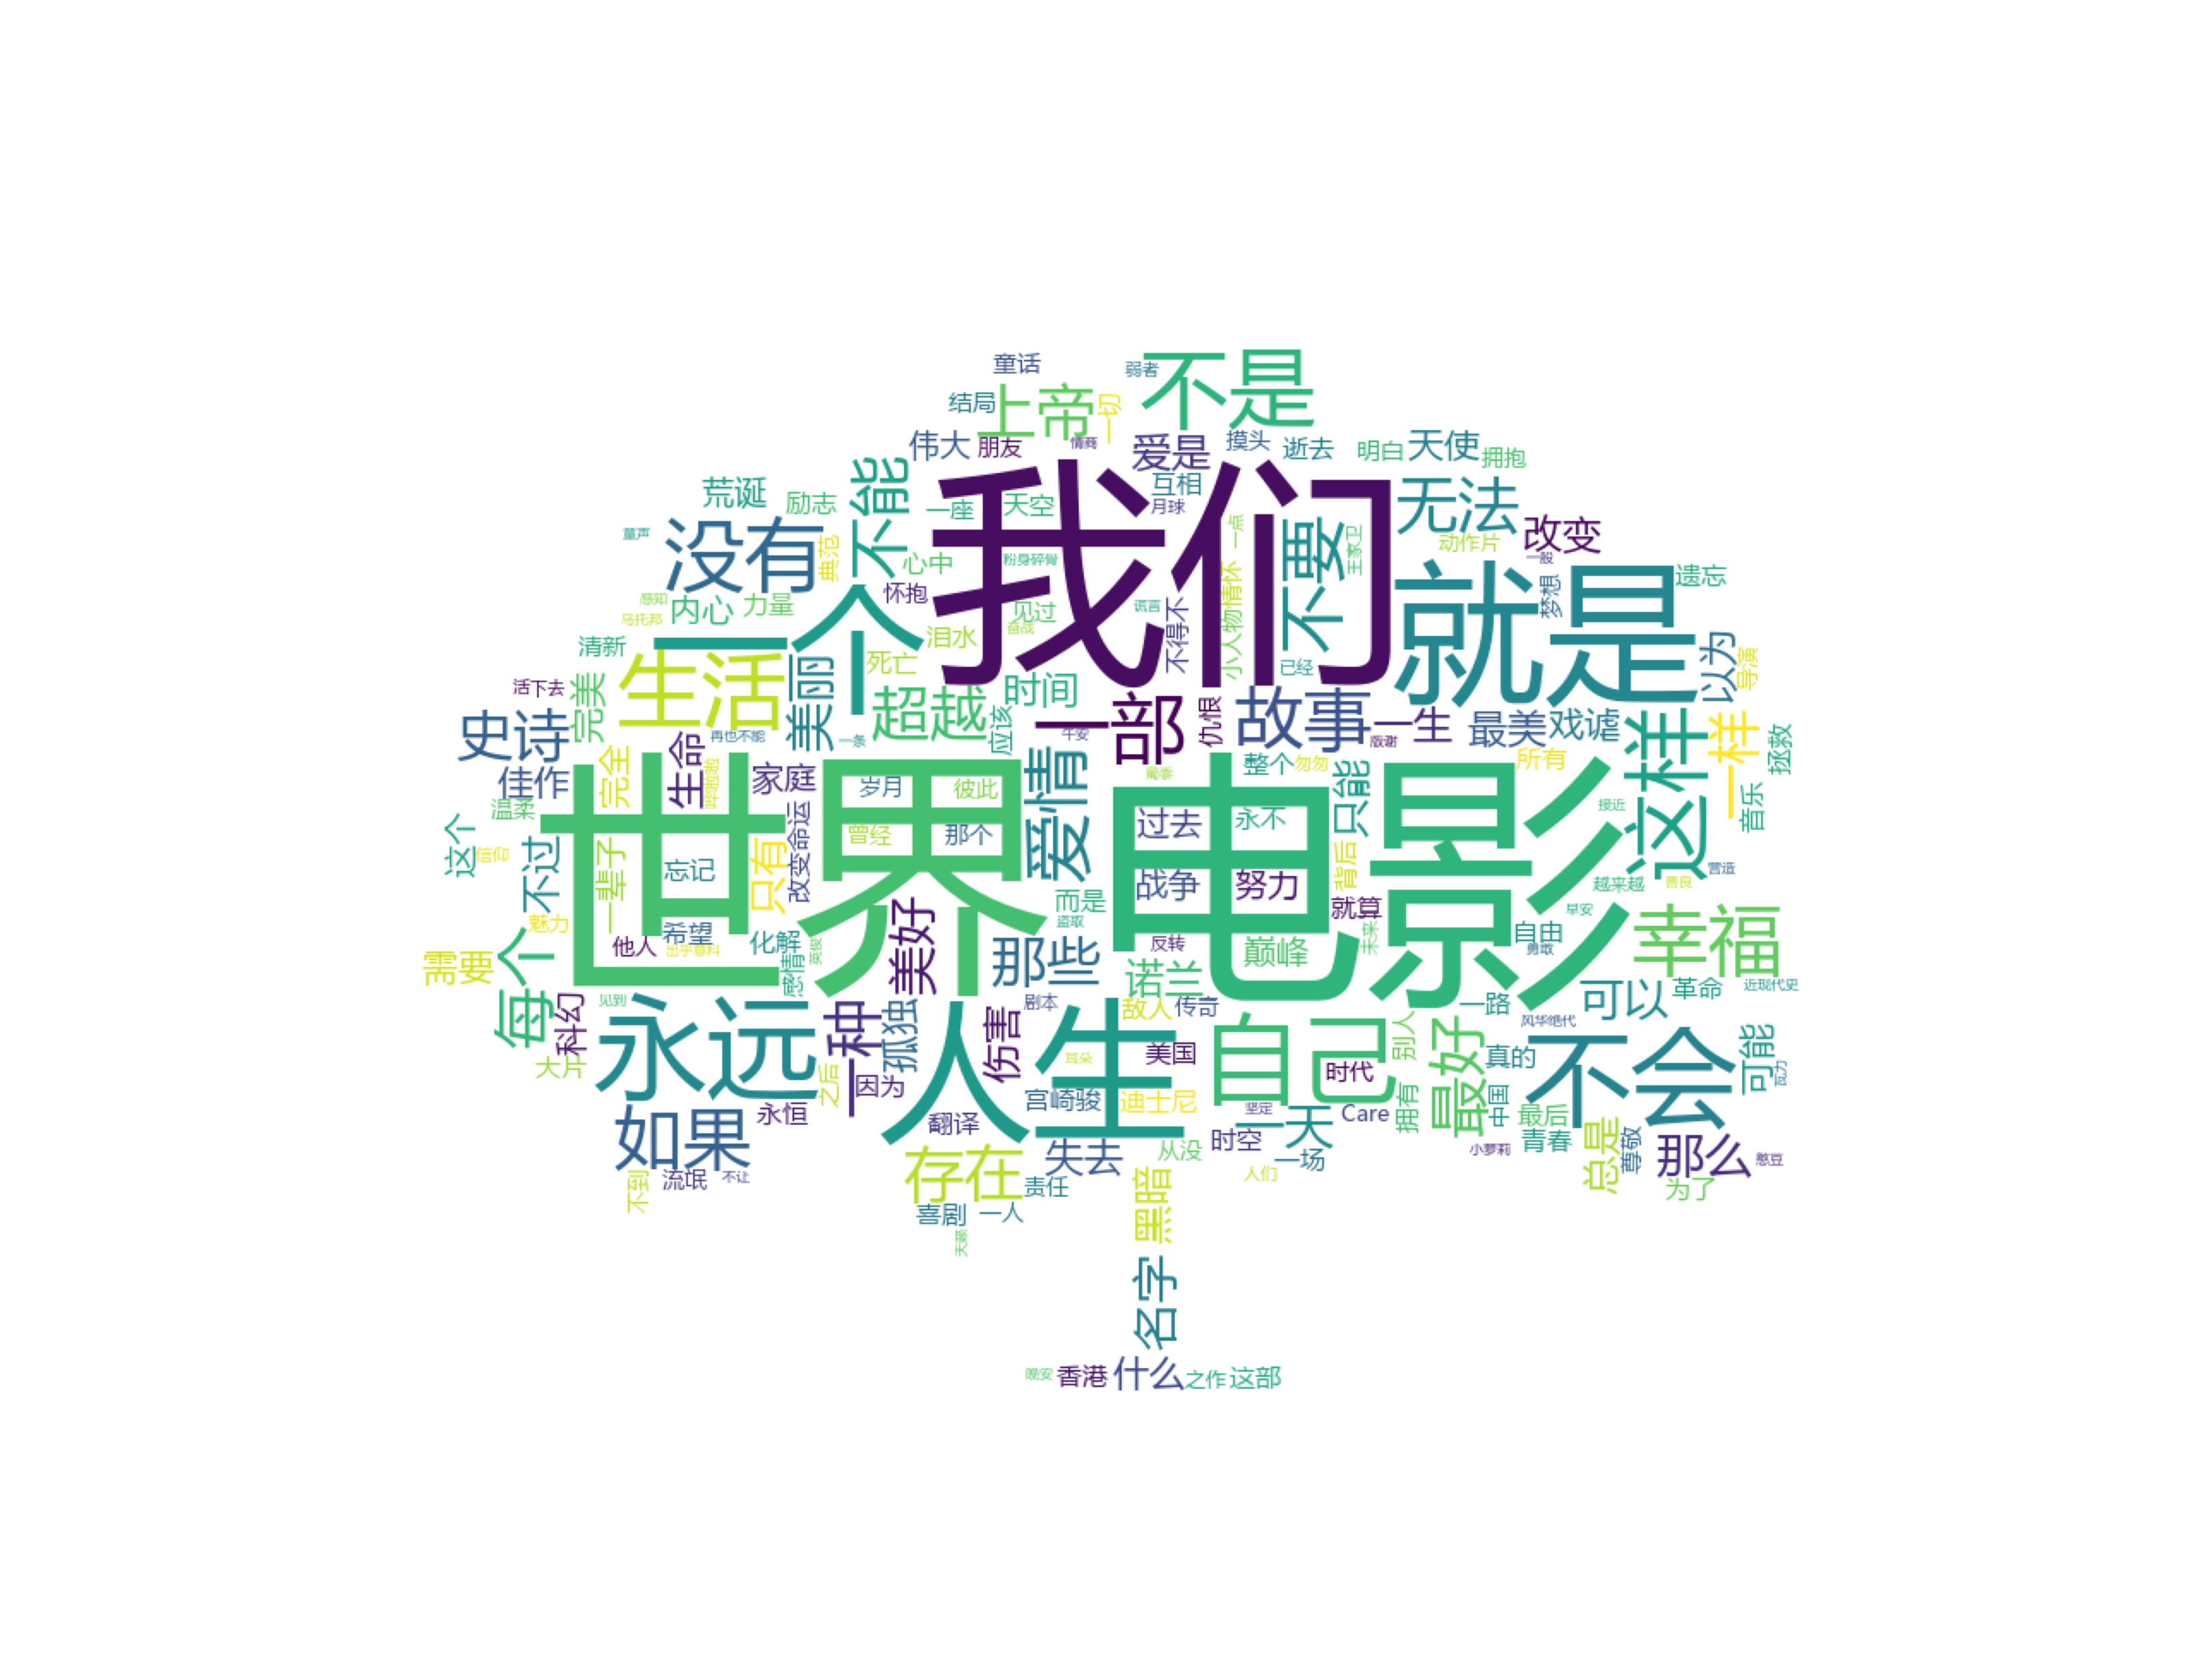 童话
弱者
不是
结局
上帝
一切
伟大
朋友
情商
爱是
摸头
逝去
明白
天使
拥抱
荒诞
励志
不能
一座
天空
我们
互相
月球
一点
不要
王家卫
无法
动作片
改变
一般
童声
没有
典范
心中
粉身碎骨
就是
遗忘
感知
乌托邦
内心
力量
一个
怀抱
见过
奋战
谎言
不得不
小人物情怀
已经
梦想
清新
生活
美丽
泪水
死亡
以为
导演
活下去
完美
超越
时间
应该
一部
仇恨
故事
一生
最美
戏谑
史诗
再也不能
一条
午安
这样
一样
拯救
佳作
完全
生命
家庭
世界
岁月
彼此
爱情
电影
整个
匆匆
只能
所有
温柔
音乐
接近
这个
不过
一辈子
忘记
只有
改变命运
曾经
那个
过去
永不
战争
努力
背后
越来越
善良
营造
魅力
希望
他人
出乎意料
化解
感情
英俊
美好
而是
盗取
那些
反转
巅峰
就算
未来
早安
自由
勇敢
幸福
需要
每个
诺兰
见到
科幻
永远
一种
孤独
人生
伤害
剧本
敌人
传奇
自己
一路
风华绝代
可以
革命
近现代史
大片
之后
因为
耳朵
美国
时代
别人
最好
真的
不会
可能
瓦力
如果
永恒
翻译
宫崎骏
迪士尼
坚定
一天
Care
拥有
中国
最后
青春
总是
尊敬
那么
憨豆
小萝莉
不到
流氓
不让
存在
失去
从没
时空
一场
人们
责任
为了
喜剧
一人
黑暗
名字
晚安
香港
什么
之作
这部